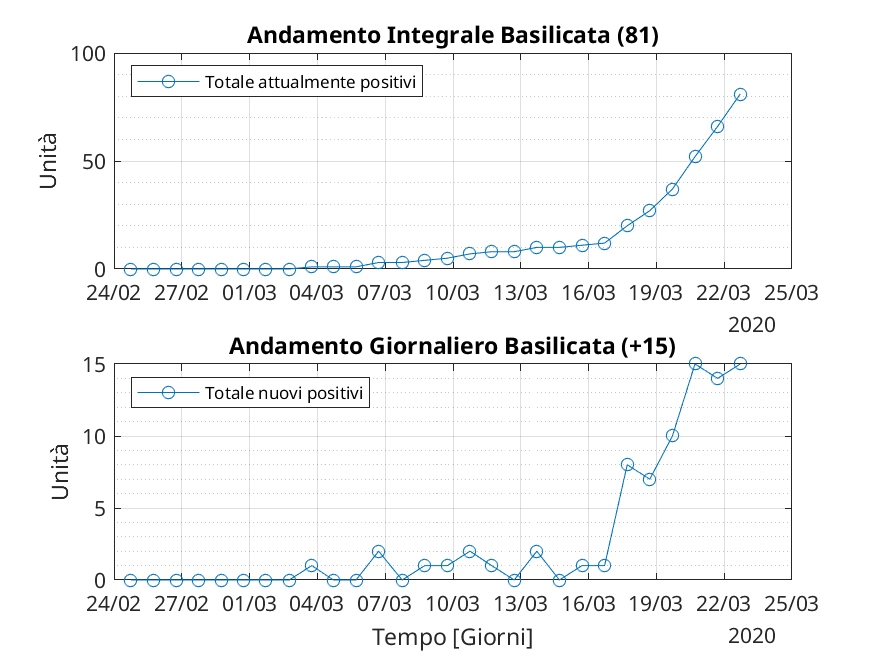 Andamento Integrale Basilicata (81)
100
Totale attualmente positivi
Unità
50
0
24/02 27/02 01/03 04/03 07/03 10/03 13/03 16/03 19/03 22/03 25/03
2020
Andamento Giornaliero Basilicata (+15)
15
Totale nuovi positivi
10
Unità
5
0
24/02 27/02 01/03 04/03 07/03 10/03 13/03 16/03 19/03 22/03 25/03
Tempo [Giorni]
2020